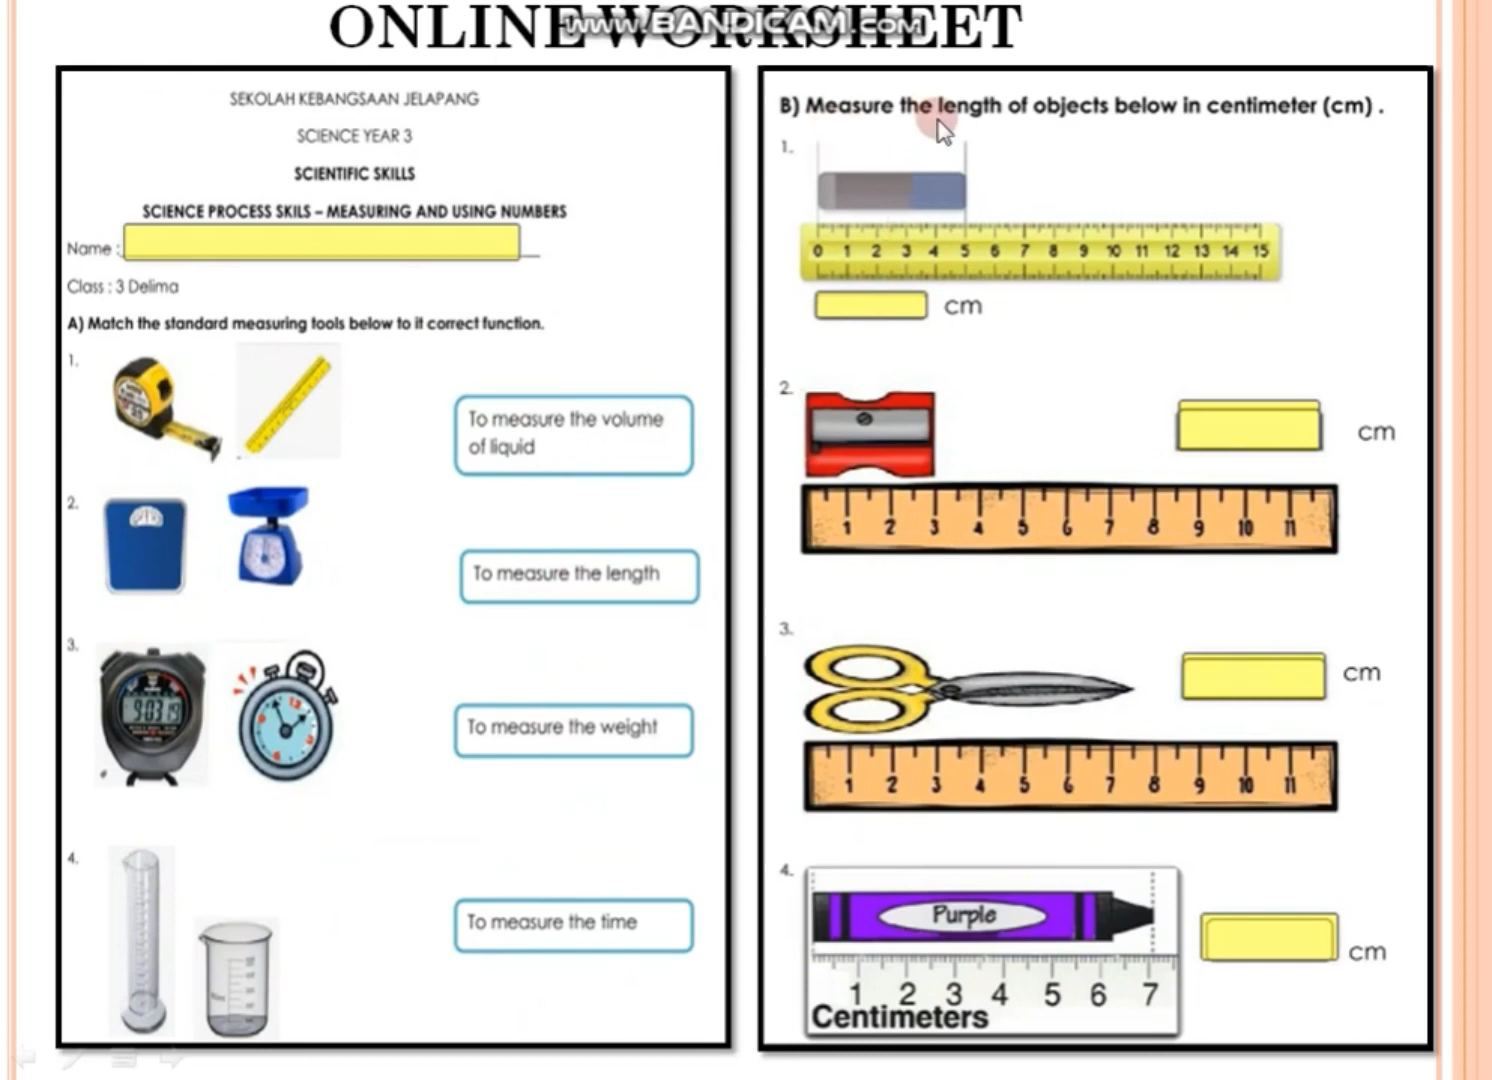 ONLINE WORKSHEET
www.BANDICAM.com
SEKOLAH KEBANGSAAN JELAPANG
SCIENCE YEAR 3
SCIENTIFIC SKILLS
SCIENCE PROCESS SKILS – MEASURING AND USING NUMBERS
Name :
Class : 3 Delima
A) Match the standard measuring tools below to it correct function.
1.
To measure the volume
of liquid
2.
To measure the length
3.
To measure the weight
4.
To measure the time
B) Measure the length of objects below in centimeter (cm) .
1.
0 1 2 3 4 5 6 7 8 9 10 11 12 13 14 15
cm
2.
cm
1 2 3 4 5 6 7 8 9 10 11
3.
cm
1 2 3 4 5 6 7 8 9 10 11
4.
Purple
cm
1 2 3 4 5 6 7
Centimeters